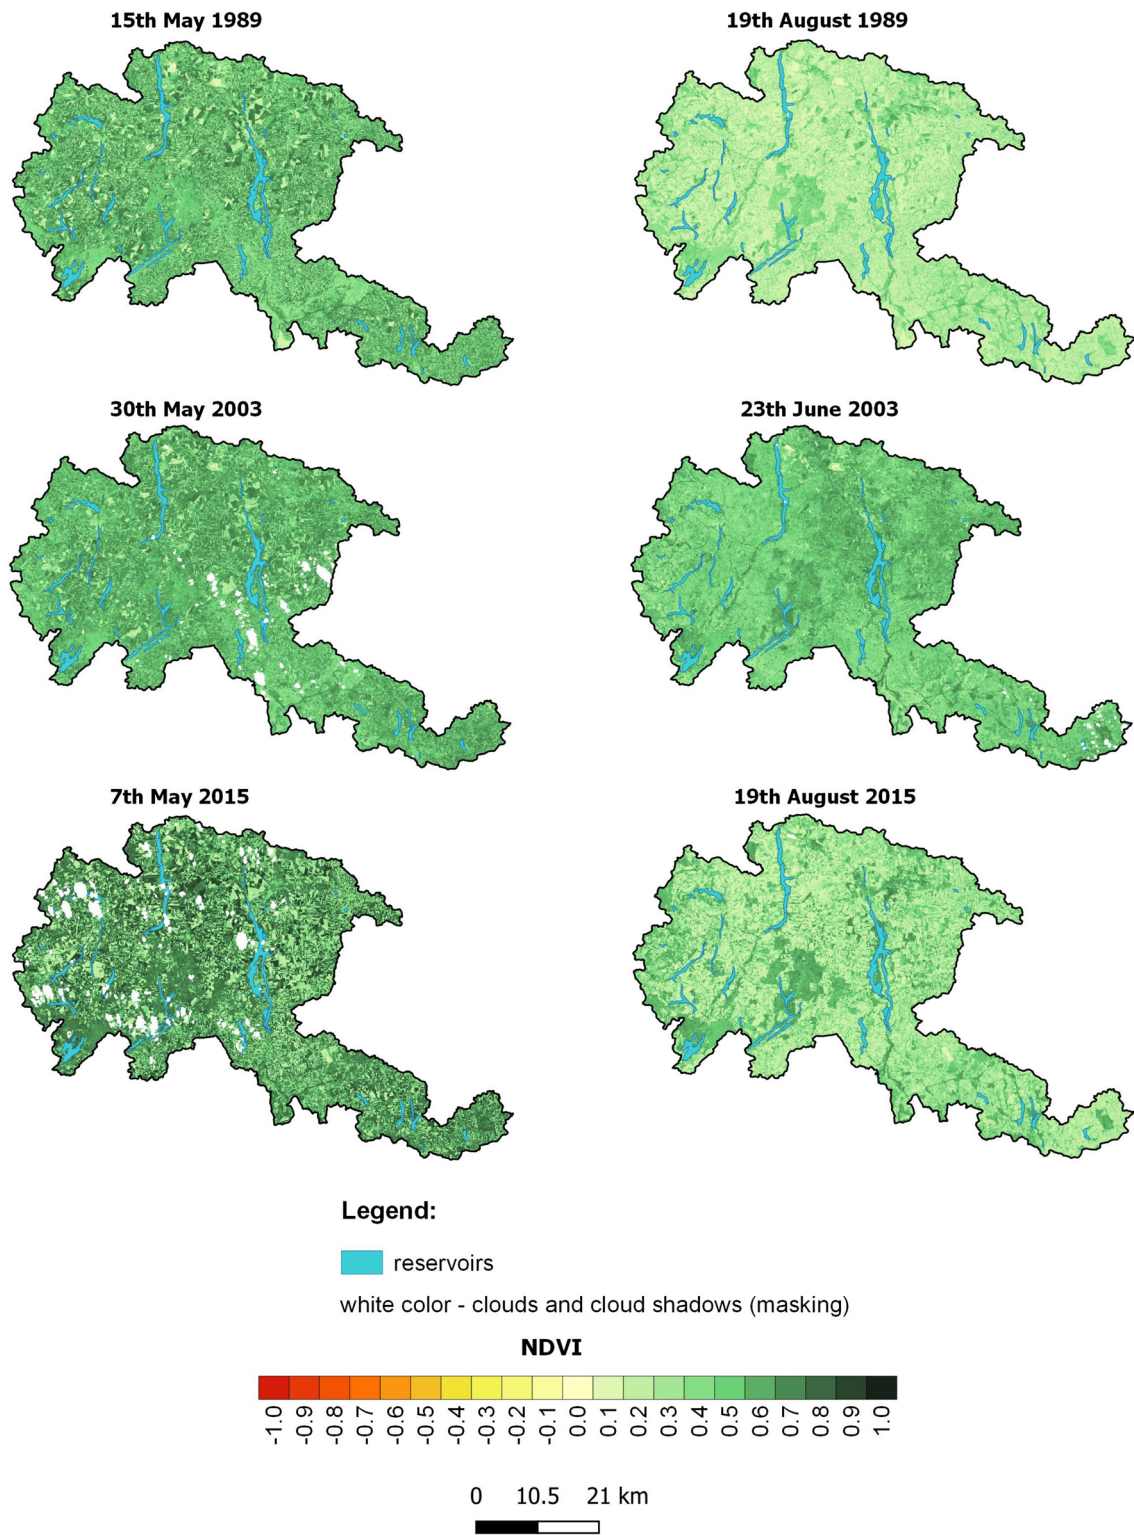 15th May 1989
19th August 1989
30th May 2003
23th June 2003
7th May 2015
19th August 2015
Legend:
reservoirs
white color - clouds and cloud shadows (masking)
NDVI
-1.0 -0.9 -0.8 -0.7 -0.6 -0.5 -0.4 -0.3 -0.2 -0.1 0.0 0.1 0.2 0.3 0.4 0.5 0.6 0.7 0.8 0.9 1.0
0 10.5 21 km